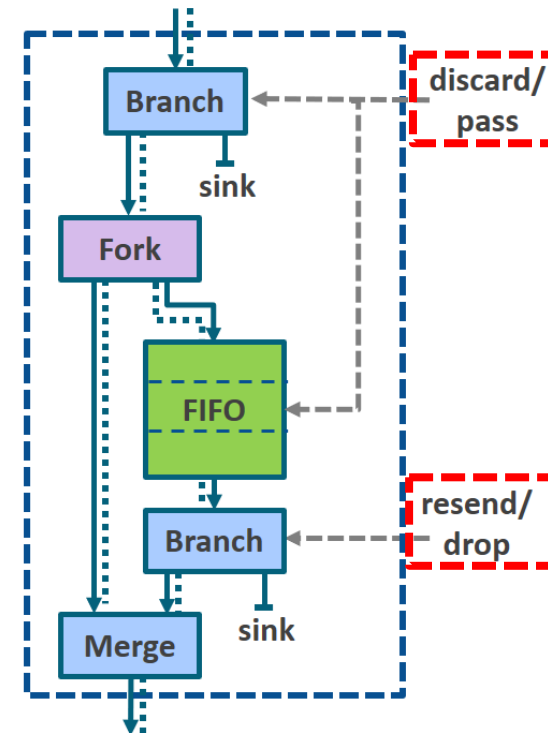 Branch
discard/
pass
sink
Fork
FIFO
resend/
drop
Branch
sink
Merge